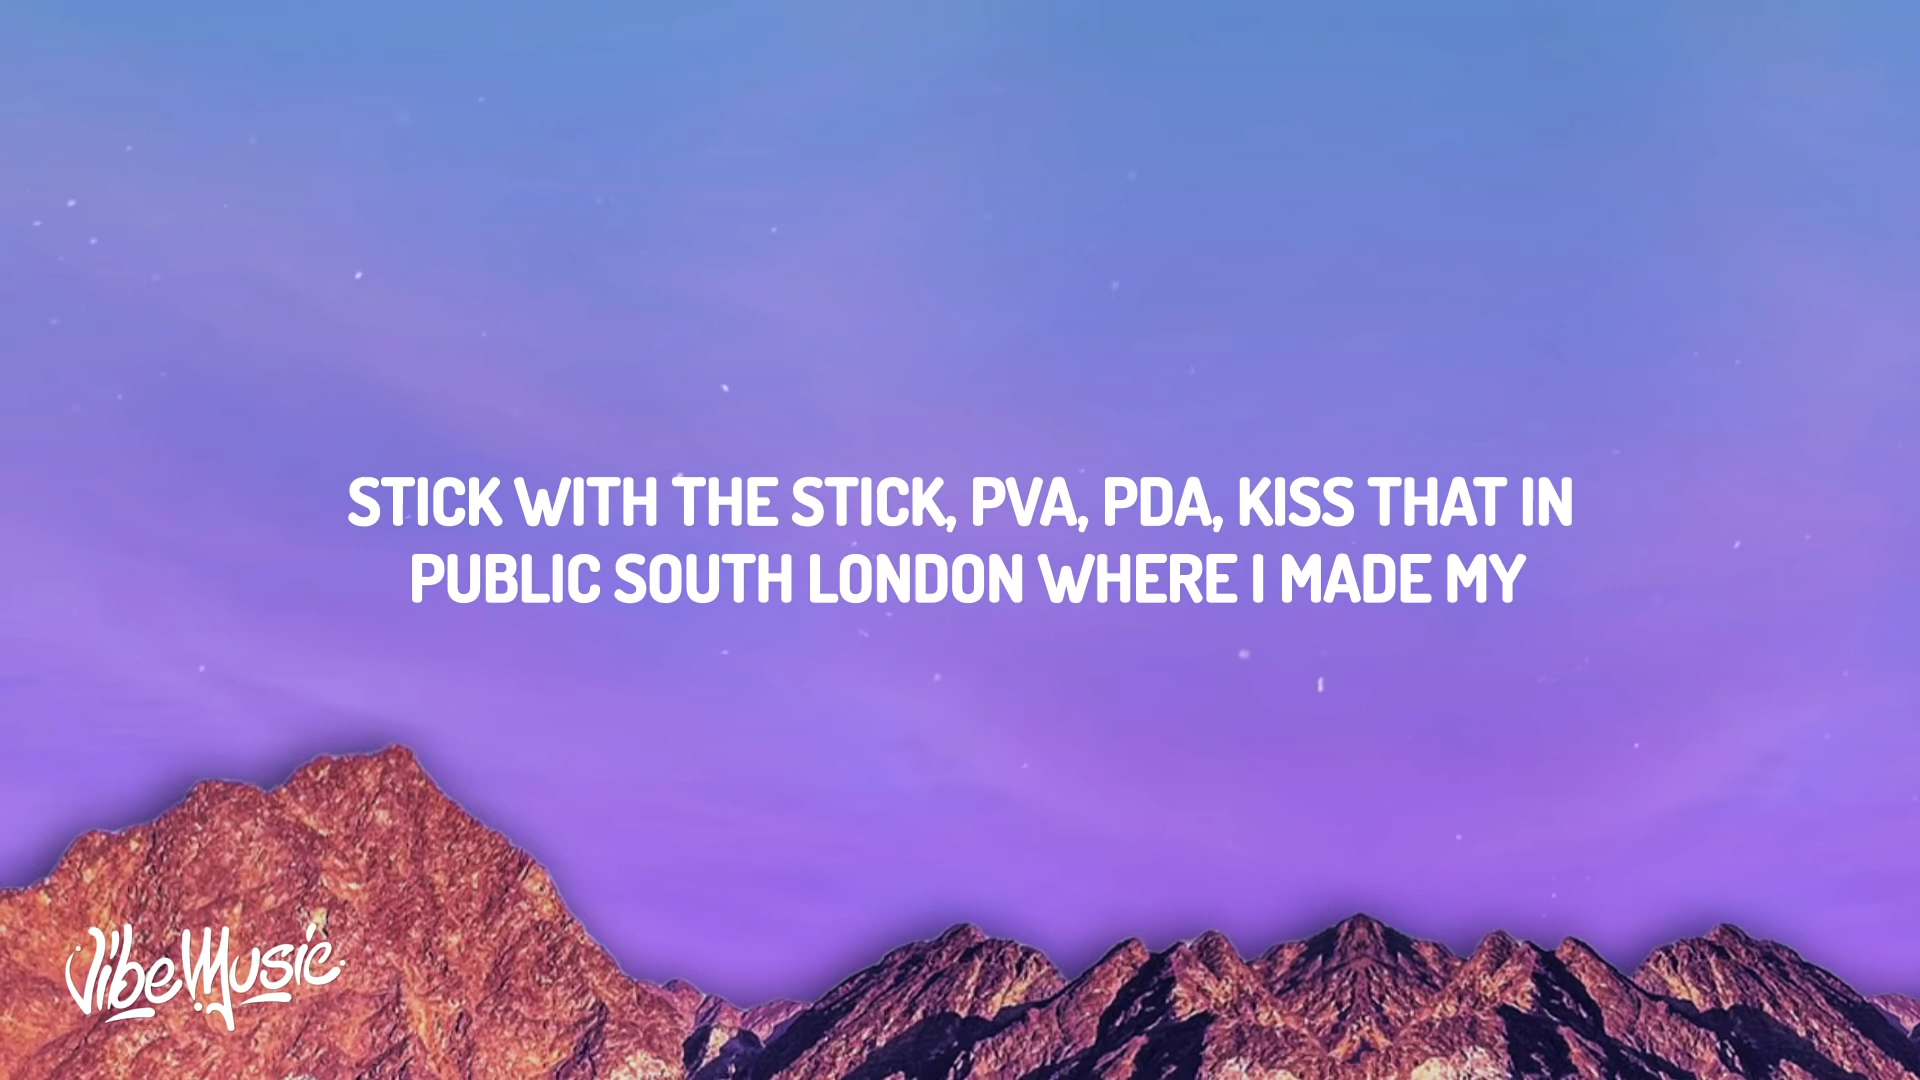 STICK WITH THE STICK, PVA, PDA, KISS THAT IN
PUBLIC SOUTH LONDON WHERE I MADE MY
VibeMusic